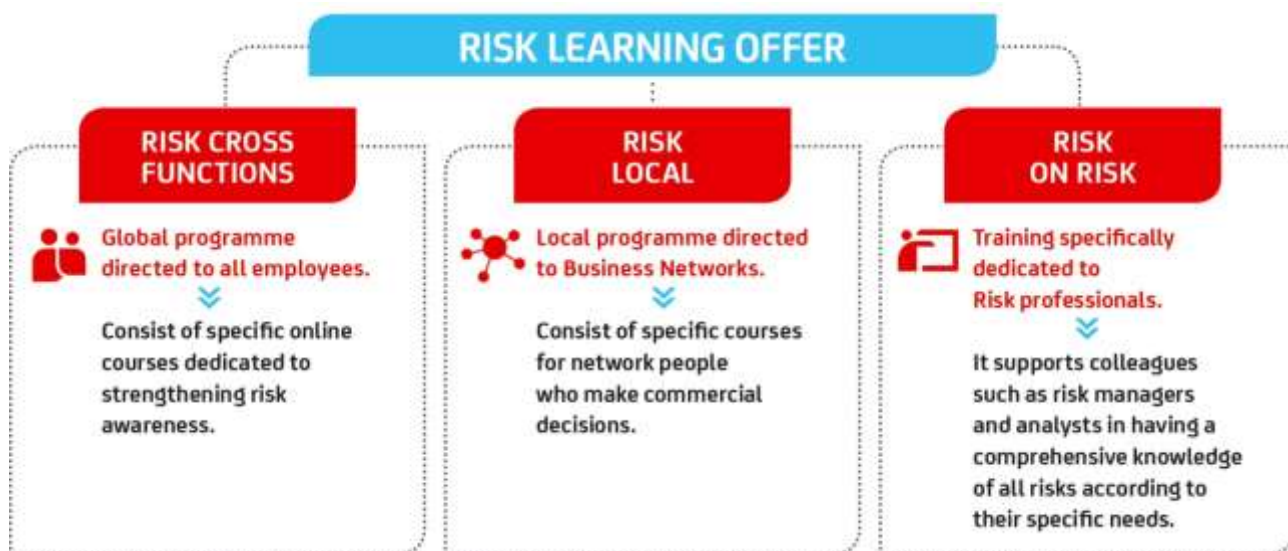 RISK LEARNING OFFER
RISK CROSS
FUNCTIONS
Global programme
directed to all employees.
Consist of specific online
courses dedicated to
strengthening risk
awareness.
RISK
LOCAL
Local programme directed
to Business Networks.
Consist of specific courses
for network people
who make commercial
decisions.
RISK
ON RISK
Training specifically
dedicated to
Risk professionals.
It supports colleagues
such as risk managers
and analysts in having a
comprehensive knowledge
of all risks according to
their specific needs.